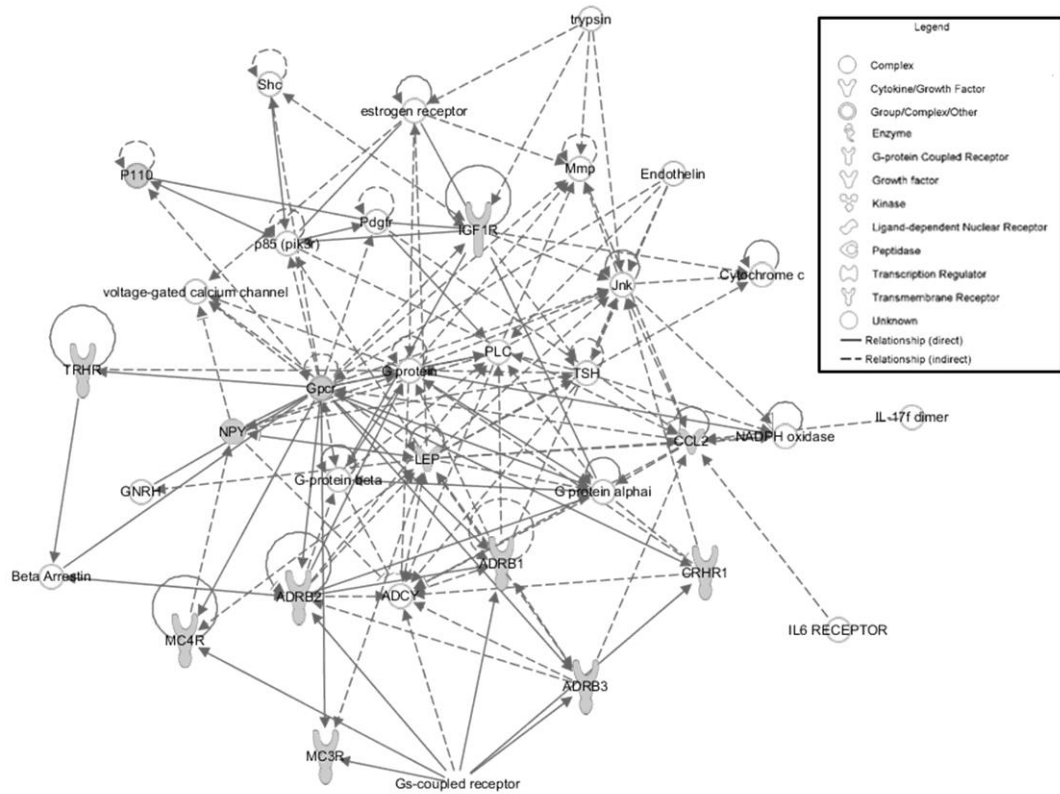 trypsin
Shc
estrogen receptor
P110
Mmp
Endothelin
Pdgfr
IGF1R
p85 (pik3r)
Cytochrome c
Jnk
voltage-gated calcium channel
PLC
TRHR
G protein
TSH
Gpcr
IL-17f dimer
NPY
CCL2
NADPH oxidase
LEP
G-protein beta
GNRH
G protein alphai
ADRB1
Beta Arrestin
CRHR1
ADRB2
ADCY
IL6 RECEPTOR
MC4R
ADRB3
MC3R
Gs-coupled receptor
Legend
Complex
Cytokine/Growth Factor
Group/Complex/Other
Enzyme
G-protein Coupled Receptor
Growth factor
Kinase
Ligand-dependent Nuclear Receptor
Peptidase
Transcription Regulator
Transmembrane Receptor
Unknown
Relationship (direct)
Relationship (indirect)